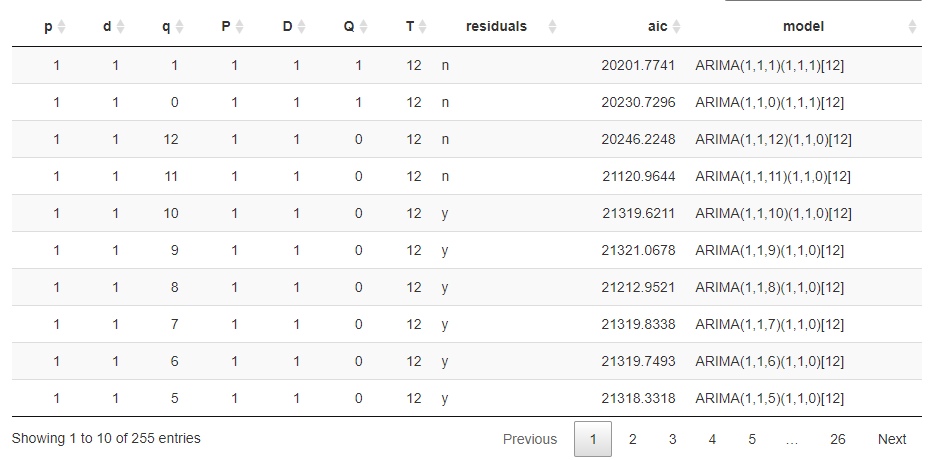 p d q P D Q T residuals aic model
1 1 1 1 1 1 12 n 20201.7741 ARIMA(1,1,1)(1,1,1)[12]
1 1 0 1 1 1 12 n 20230.7296 ARIMA(1,1,0)(1,1,1)[12]
1 1 12 1 1 0 12 n 20246.2248 ARIMA(1,1,12)(1,1,0)[12]
1 1 11 1 1 0 12 n 21120.9644 ARIMA(1,1,11)(1,1,0)[12]
1 1 10 1 1 0 12 y 21319.6211 ARIMA(1,1,10)(1,1,0)[12]
1 1 9 1 1 0 12 y 21321.0678 ARIMA(1,1,9)(1,1,0)[12]
1 1 8 1 1 0 12 y 21212.9521 ARIMA(1,1,8)(1,1,0)[12]
1 1 7 1 1 0 12 y 21319.8338 ARIMA(1,1,7)(1,1,0)[12]
1 1 6 1 1 0 12 y 21319.7493 ARIMA(1,1,6)(1,1,0)[12]
1 1 5 1 1 0 12 y 21318.3318 ARIMA(1,1,5)(1,1,0)[12]
Showing 1 to 10 of 255 entries Previous 1 2 3 4 5 … 26 Next